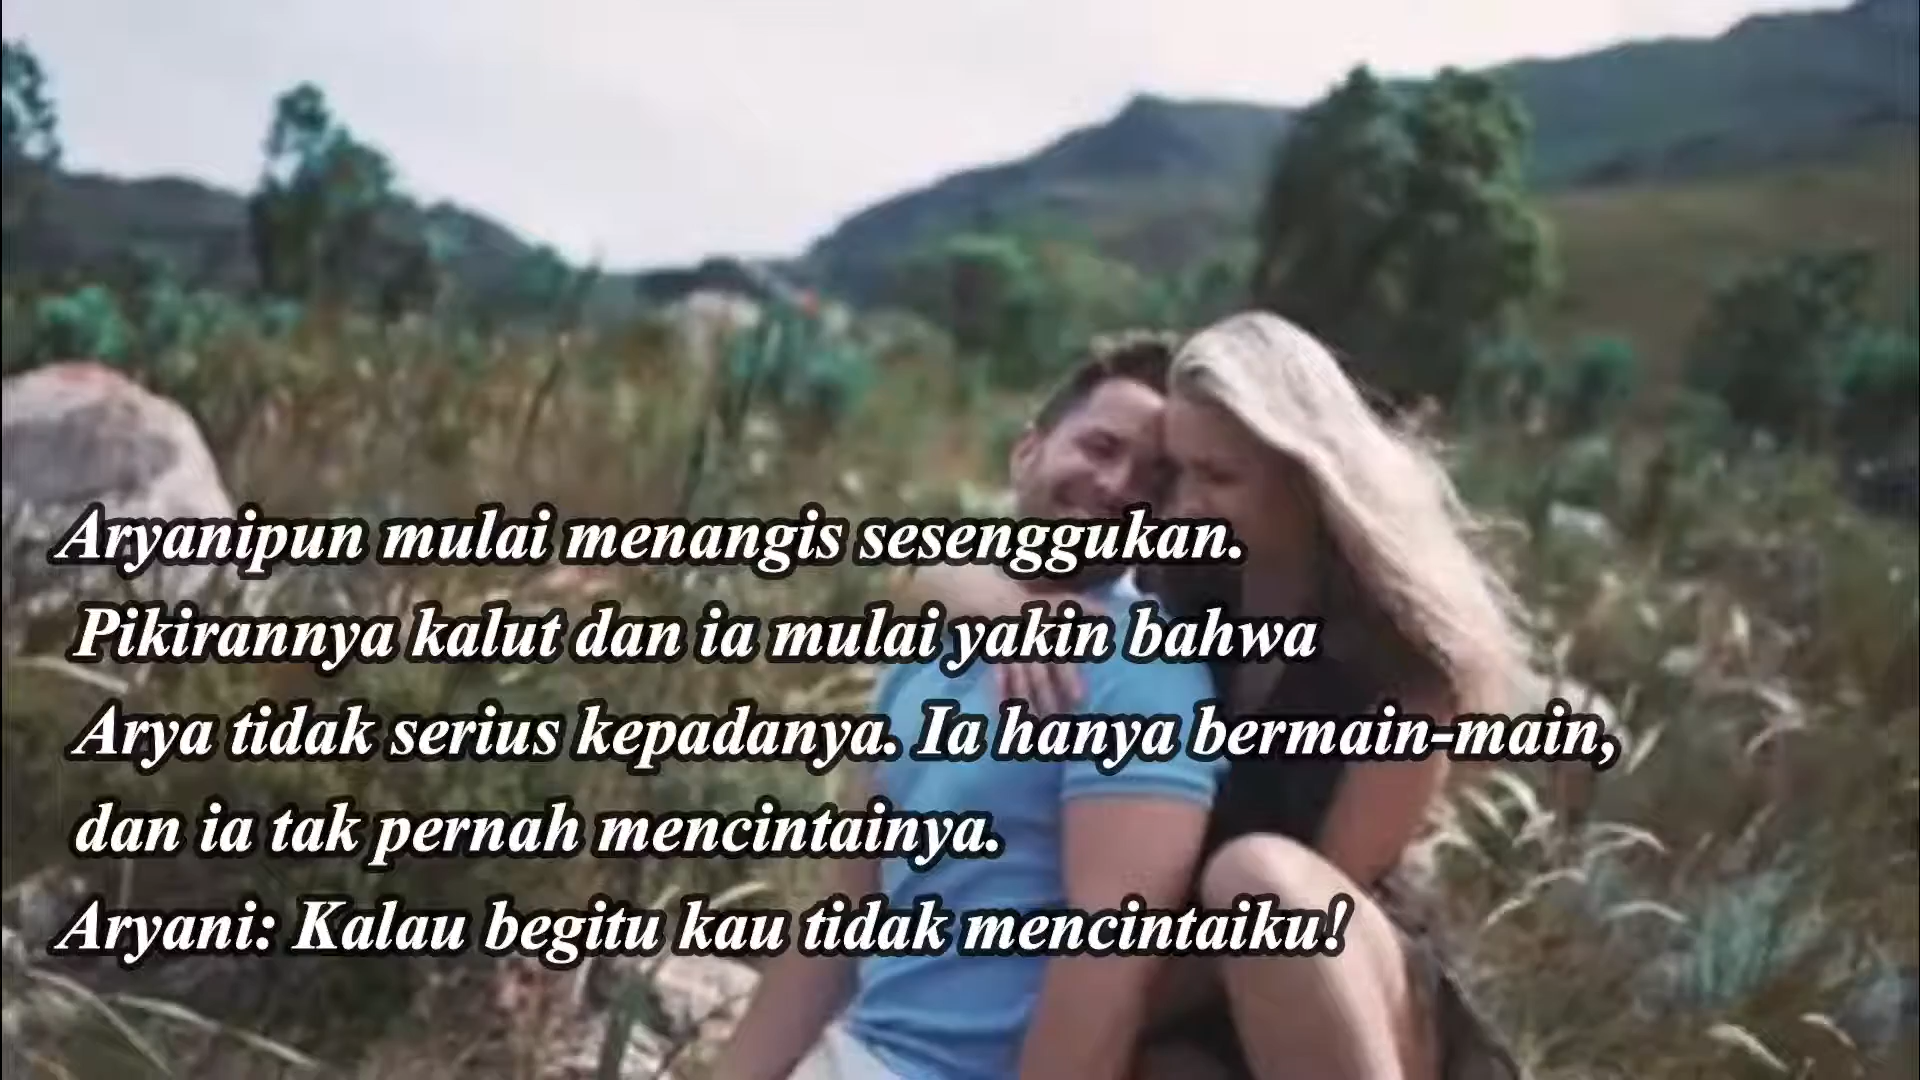 Aryanipun mulai menangis sesenggukan.
Pikirannya kalut dan ia mulai yakin bahwa
Arya tidak serius kepadanya. Ia hanya bermain-main,
dan ia tak pernah mencintainya.
Aryani: Kalau begitu kau tidak mencintaiku!